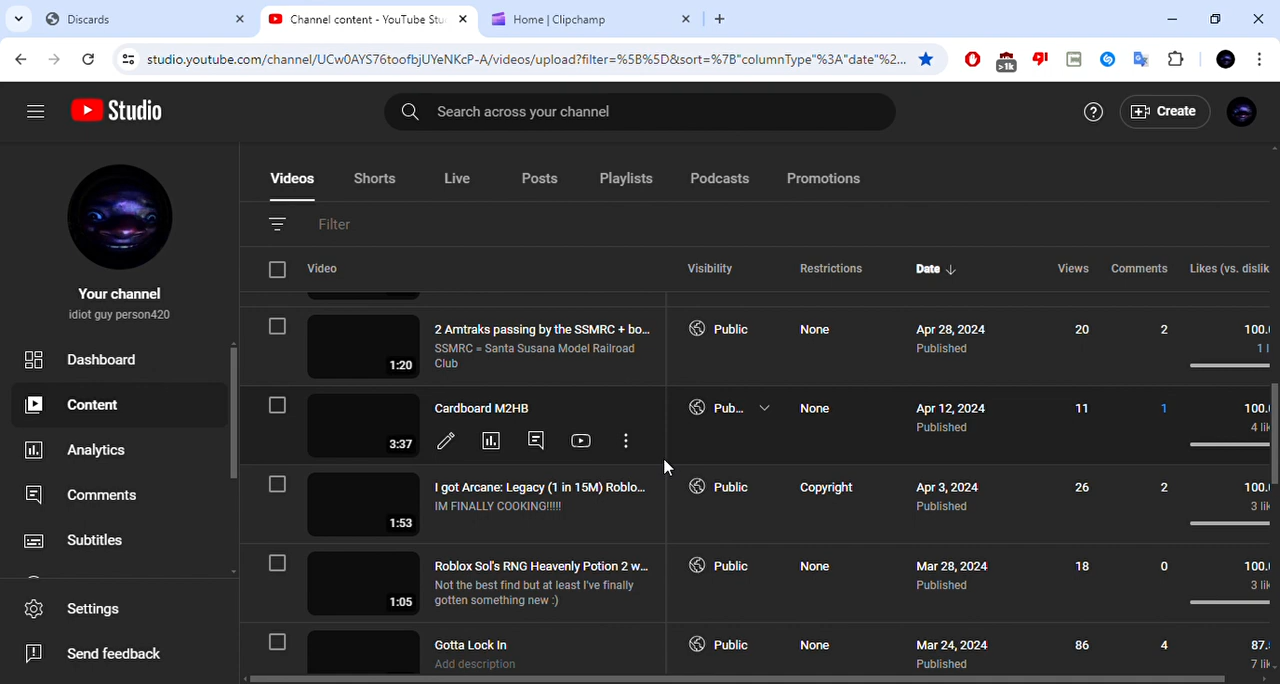 Discards
Channel content - YouTube Stu
Home | Clipchamp
studio.youtube.com/channel/UCw0AYS76toofbjUYeNKcP-A/videos/upload?filter=%5B%5D&sort=%7B"columnType"%3A"date"%2...
>1k
Studio
Search across your channel
Create
Your channel
idiot guy person420
Dashboard
Content
Analytics
Comments
Subtitles
Settings
Send feedback
Videos Shorts Live Posts Playlists Podcasts Promotions
Filter
Video Visibility Restrictions Date Views Comments Likes (vs. dislik
2 Amtraks passing by the SSMRC + bo... Public None Apr 28, 2024 20 2 100.
SSMRC = Santa Susana Model Railroad Published
Club
1:20
Cardboard M2HB Pub... None Apr 12, 2024 11 1 100.
Published 4 lik
3:37
I got Arcane: Legacy (1 in 15M) Roblo... Public Copyright Apr 3, 2024 26 2 100.
IM FINALLY COOKING!!!!! Published 3 lik
1:53
Roblox Sol's RNG Heavenly Potion 2 w... Public None Mar 28, 2024 18 0 100.
Not the best find but at least I've finally Published 3 lik
gotten something new :)
1:05
Gotta Lock In Public None Mar 24, 2024 86 4 87.
Add description Published 7 lik